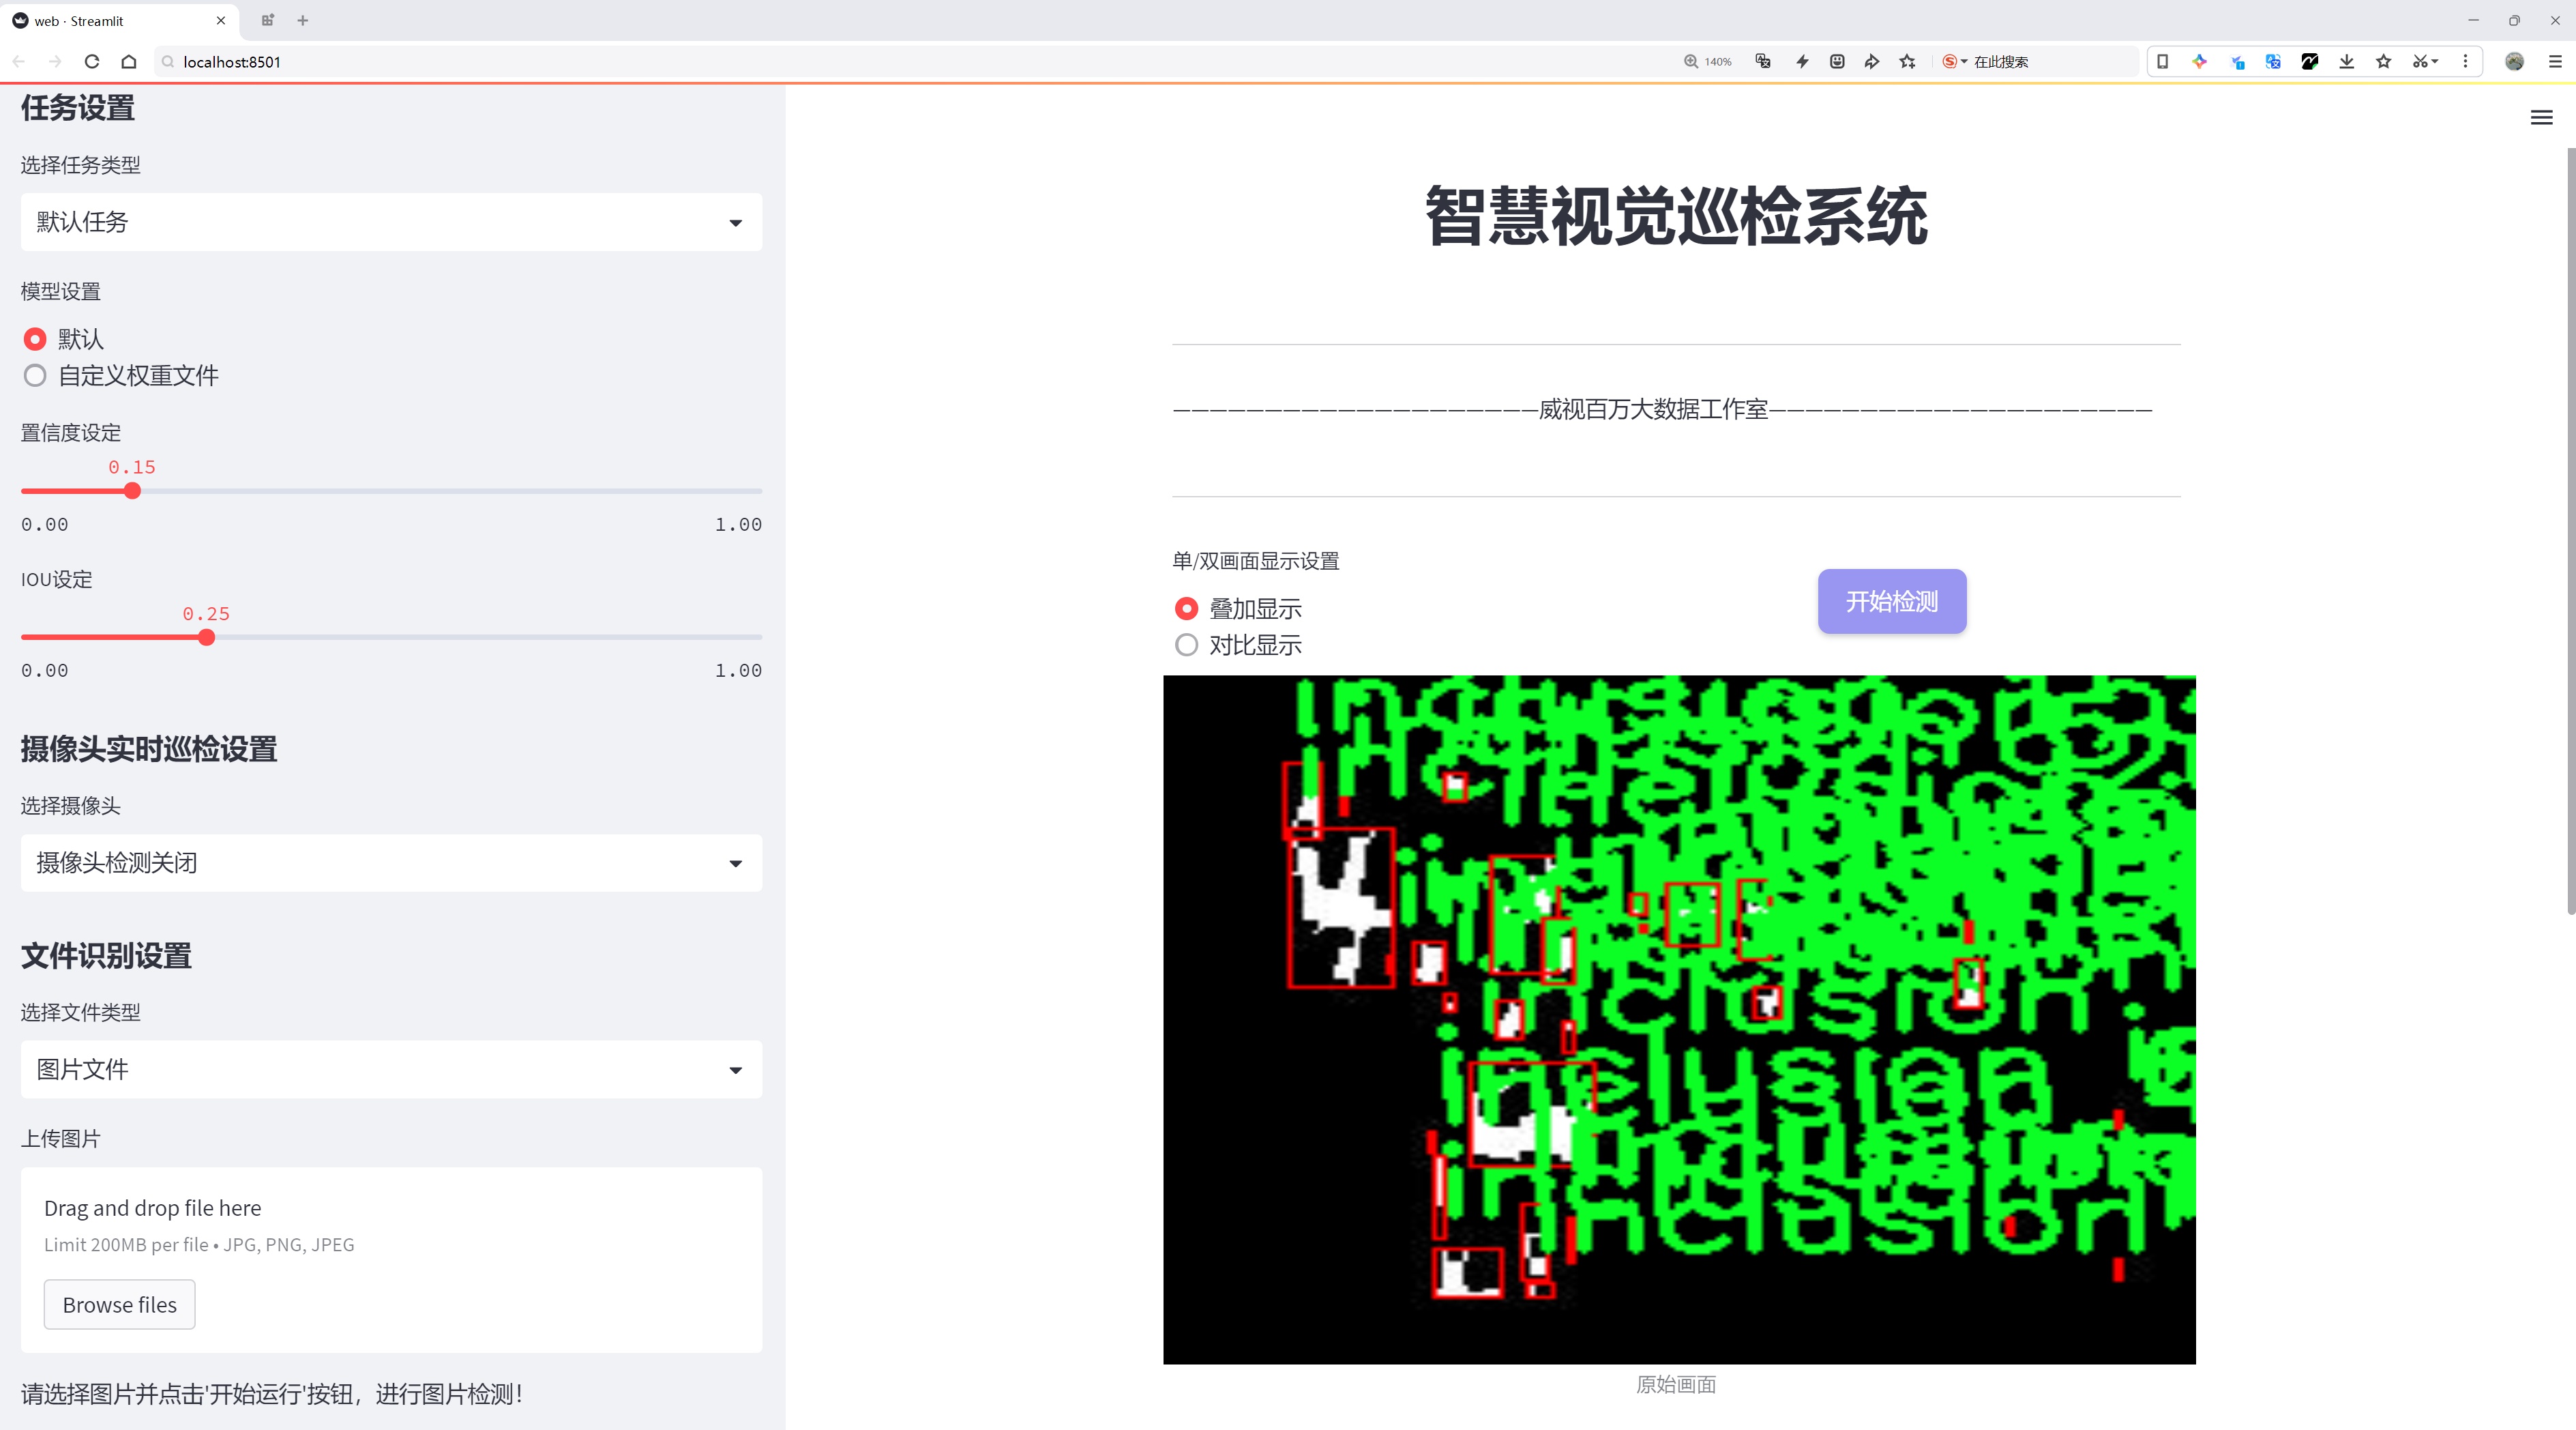 web · Streamlit
localhost:8501
140%
在此搜索
任务设置
选择任务类型
默认任务
模型设置
默认
自定义权重文件
置信度设定
0.15
0.00
1.00
IOU设定
0.25
0.00
1.00
摄像头实时巡检设置
选择摄像头
摄像头检测关闭
文件识别设置
选择文件类型
图片文件
上传图片
Drag and drop file here
Limit 200MB per file • JPG, PNG, JPEG
Browse files
请选择图片并点击'开始运行'按钮，进行图片检测！
智慧视觉巡检系统
————————————————————威视百万大数据工作室—————————————————————
单/双画面显示设置
叠加显示
对比显示
开始检测
inclusion
inclusion
inclusion
原始画面